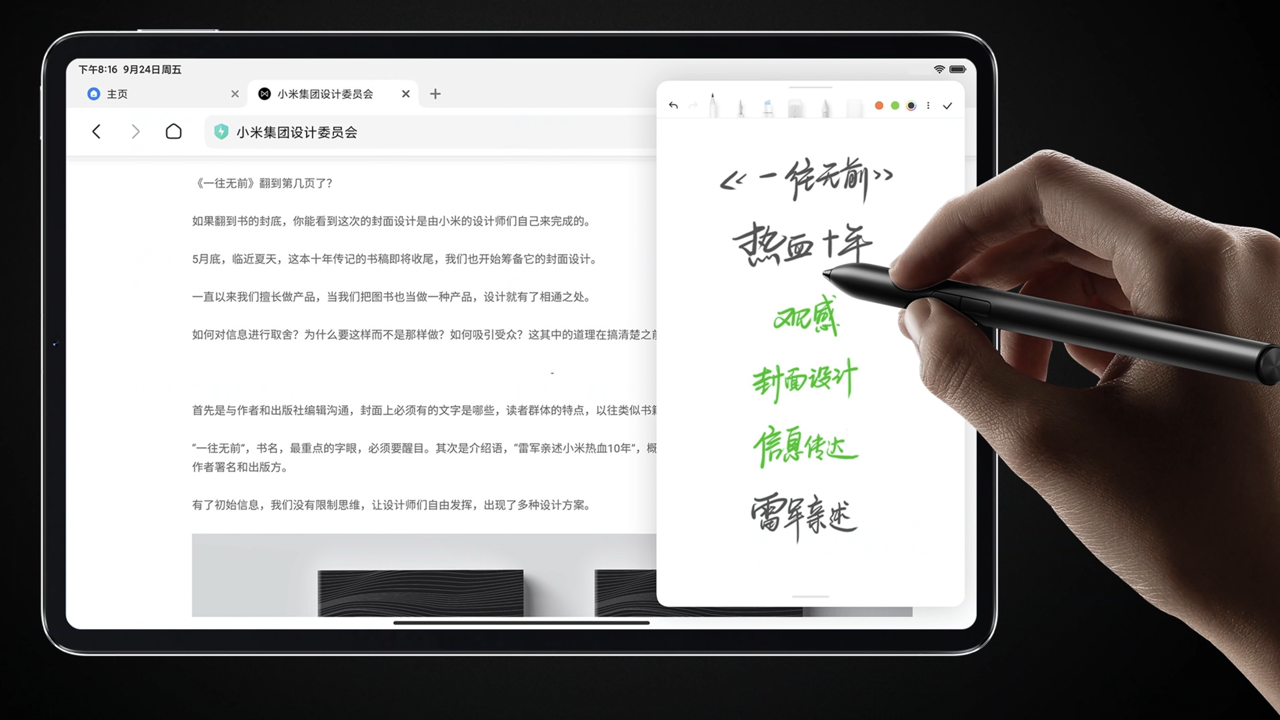 下午8:16 9月24日周五
主页
小米集团设计委员会
小米集团设计委员会
《一往无前》翻到第几页了？
如果翻到书的封底，你能看到这次的封面设计是由小米的设计师们自己来完成的。
5月底，临近夏天，这本十年传记的书稿即将收尾，我们也开始筹备它的封面设计。
一直以来我们擅长做产品，当我们把图书也当做一种产品，设计就有了相通之处。
如何对信息进行取舍？为什么要这样而不是那样做？如何吸引受众？这其中的道理在搞清楚之前
-
首先是与作者和出版社编辑沟通，封面上必须有的文字是哪些，读者群体的特点，以往类似书籍
“一往无前”，书名，最重点的字眼，必须要醒目。其次是介绍语，“雷军亲述小米热血10年”，概
作者署名和出版方。
有了初始信息，我们没有限制思维，让设计师们自由发挥，出现了多种设计方案。
<<一往无前>>
热血十年
观感
封面设计
信息传达
雷军亲述